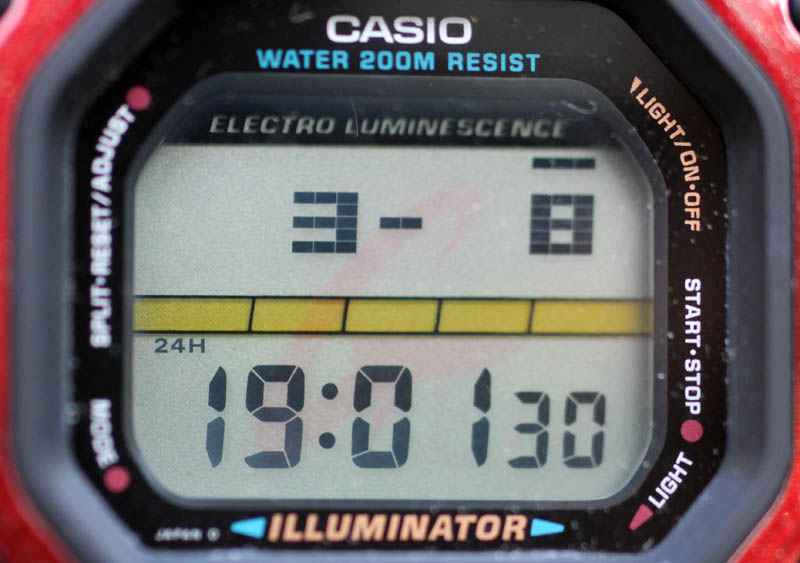 CASIO
WATER 200M RESIST
ELECTRO LUMINESCENCE
LIGHT/ON•OFF
SPLIT•RESET/ADJUST
3- 8
START•STOP
24H
19:01 30
LIGHT
JAPAN
ILLUMINATOR